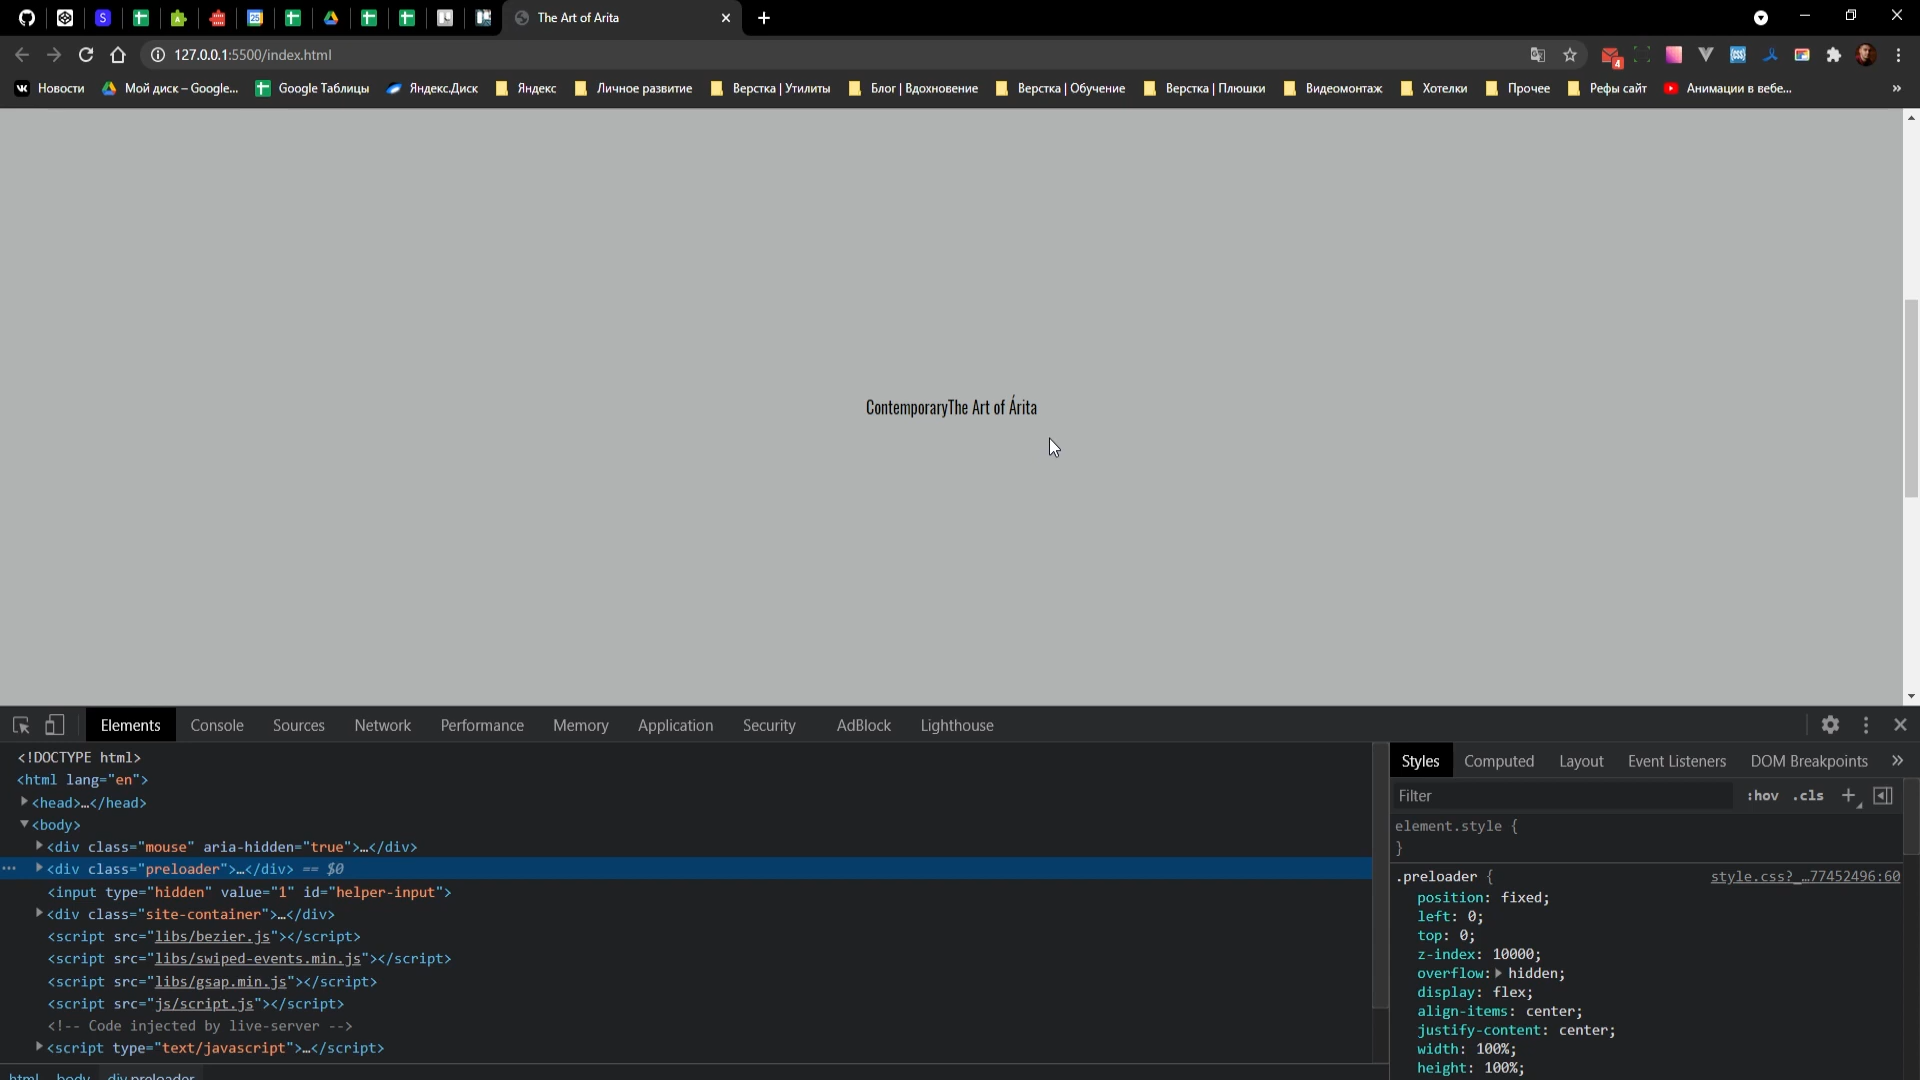 The Art of Arita
127.0.0.1:5500/index.html
4
25
S
Новости
Мой диск – Google...
Google Таблицы
Яндекс.Диск
Яндекс
Личное развитие
Верстка | Утилиты
Блог | Вдохновение
Верстка | Обучение
Верстка | Плюшки
Видеомонтаж
Хотелки
Прочее
Рефы сайт
Анимации в вебе...
»
ContemporaryThe Art of Árita
Elements Console Sources Network Performance Memory Application Security AdBlock Lighthouse
<!DOCTYPE html>
<html lang="en">
<head>…</head>
<body>
<div class="mouse" aria-hidden="true">…</div>
<div class="preloader">…</div> == $0
<input type="hidden" value="1" id="helper-input">
<div class="site-container">…</div>
<script src="libs/bezier.js"></script>
<script src="libs/swiped-events.min.js"></script>
<script src="libs/gsap.min.js"></script>
<script src="js/script.js"></script>
<!-- Code injected by live-server -->
<script type="text/javascript">…</script>
html body div.preloader
Styles Computed Layout Event Listeners DOM Breakpoints »
Filter :hov .cls +
element.style {
}
.preloader { style.css?_…77452496:60
position: fixed;
left: 0;
top: 0;
z-index: 10000;
overflow: hidden;
display: flex;
align-items: center;
justify-content: center;
width: 100%;
height: 100%;